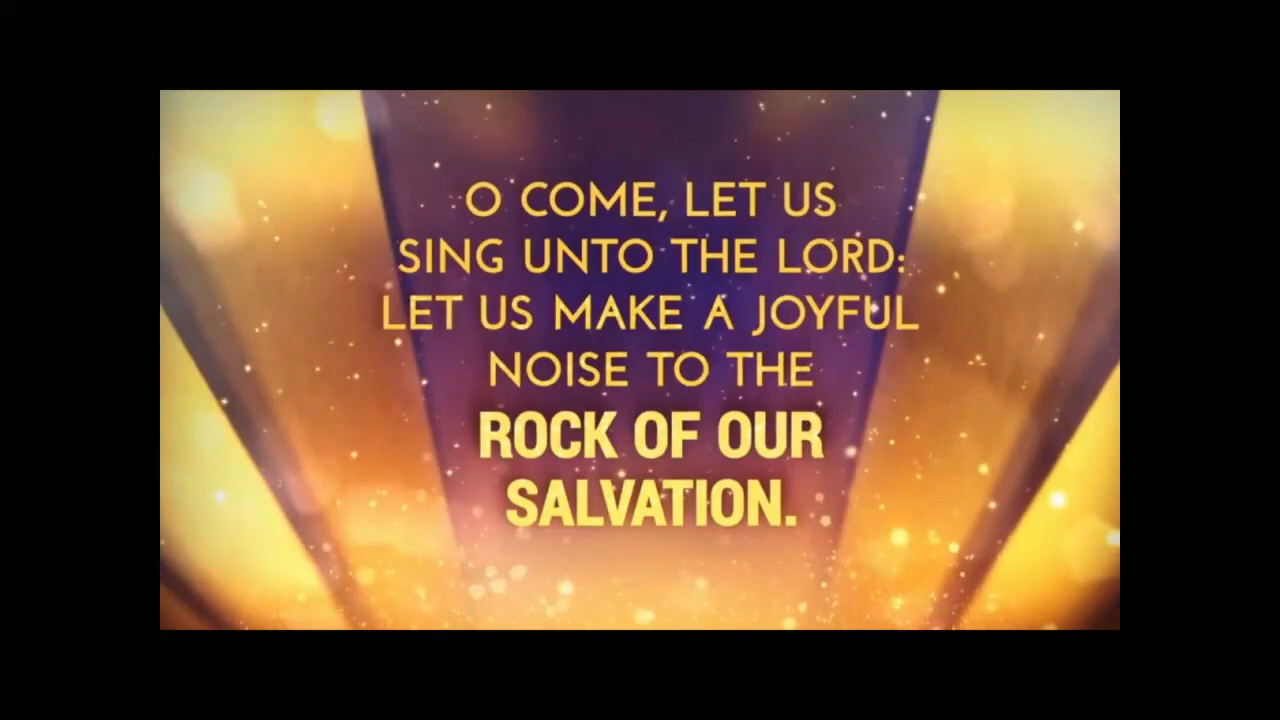 O COME, LET US
SING UNTO THE LORD:
LET US MAKE A JOYFUL
NOISE TO THE
ROCK OF OUR
SALVATION.